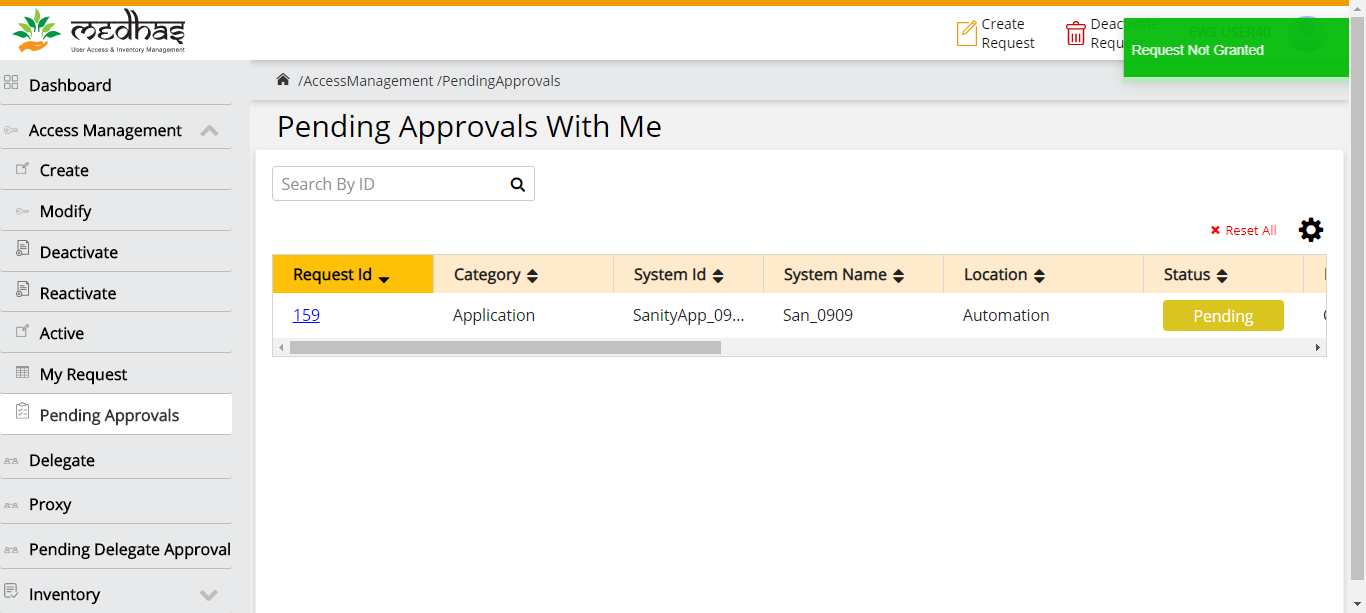 medhas
User Access & Inventory Management
Create
Request
Deactivate
Requ
EWS USER40
Request Not Granted
Dashboard
Access Management
Create
Modify
Deactivate
Reactivate
Active
My Request
Pending Approvals
Delegate
Proxy
Pending Delegate Approval
Inventory
/AccessManagement /PendingApprovals
Pending Approvals With Me
Search By ID
Reset All
Request Id Category System Id System Name Location Status
159 Application SanityApp_09... San_0909 Automation Pending